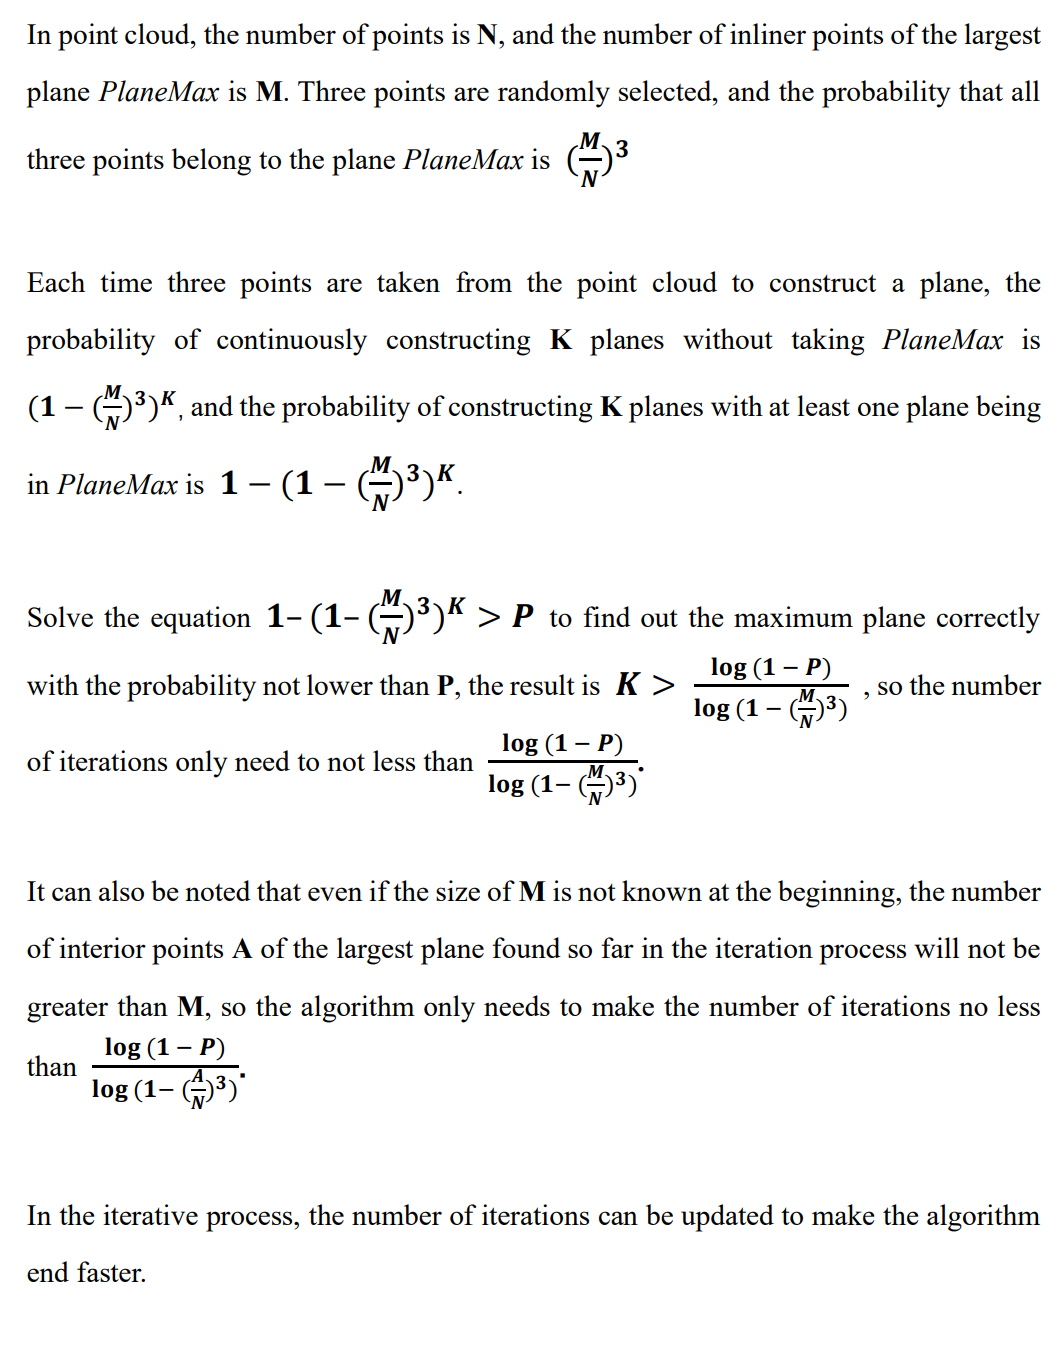 In point cloud, the number of points is N, and the number of inliner points of the largest
plane PlaneMax is M. Three points are randomly selected, and the probability that all
three points belong to the plane PlaneMax is (M/N)^3
Each time three points are taken from the point cloud to construct a plane, the
probability of continuously constructing K planes without taking PlaneMax is
(1 − (M/N)^3)^K, and the probability of constructing K planes with at least one plane being
in PlaneMax is 1 − (1 − (M/N)^3)^K.
Solve the equation 1− (1− (M/N)^3)^K > P to find out the maximum plane correctly
with the probability not lower than P, the result is K > log (1 − P) / log (1 − (M/N)^3) , so the number
of iterations only need to not less than log (1 − P) / log (1− (M/N)^3).
It can also be noted that even if the size of M is not known at the beginning, the number
of interior points A of the largest plane found so far in the iteration process will not be
greater than M, so the algorithm only needs to make the number of iterations no less
than log (1 − P) / log (1− (A/N)^3).
In the iterative process, the number of iterations can be updated to make the algorithm
end faster.